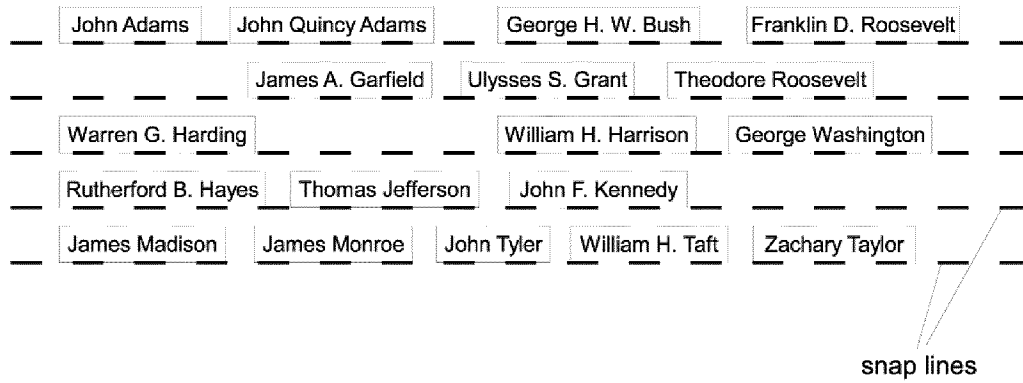 John Adams John Quincy Adams George H. W. Bush Franklin D. Roosevelt
James A. Garfield Ulysses S. Grant Theodore Roosevelt
Warren G. Harding William H. Harrison George Washington
Rutherford B. Hayes Thomas Jefferson John F. Kennedy
James Madison James Monroe John Tyler William H. Taft Zachary Taylor
snap lines